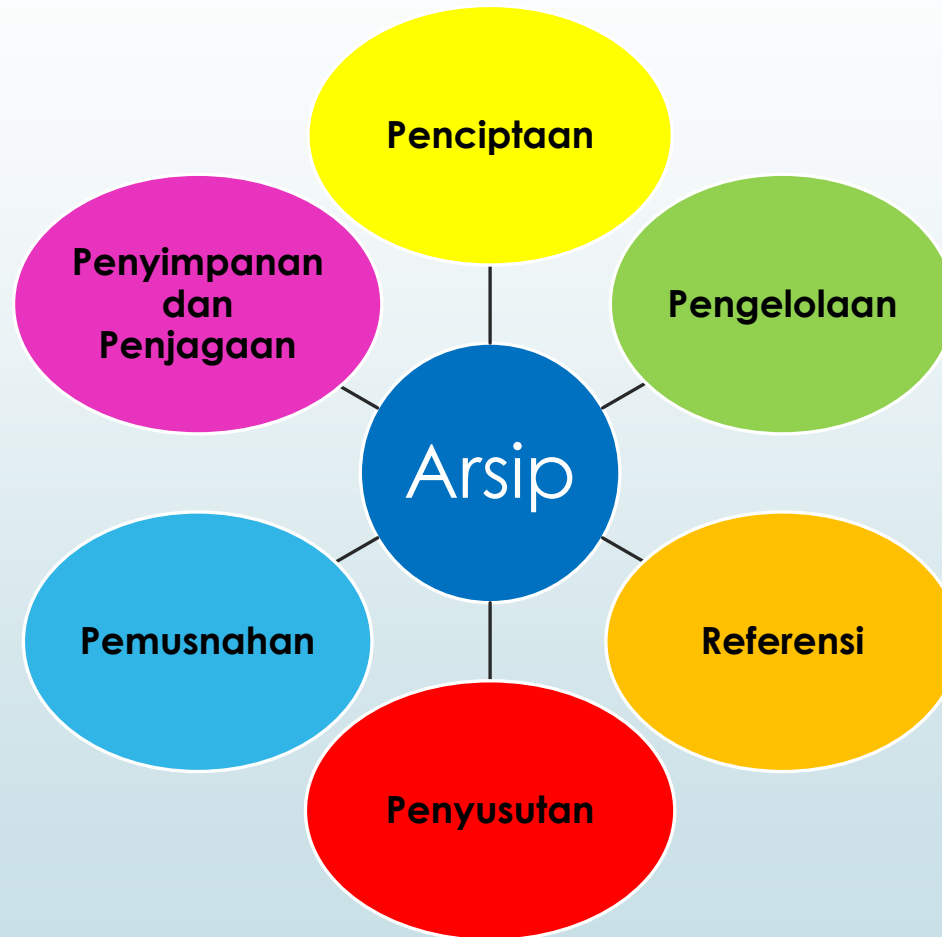 Penciptaan
Penyimpanan
dan
Penjagaan
Pengelolaan
Arsip
Pemusnahan
Referensi
Penyusutan